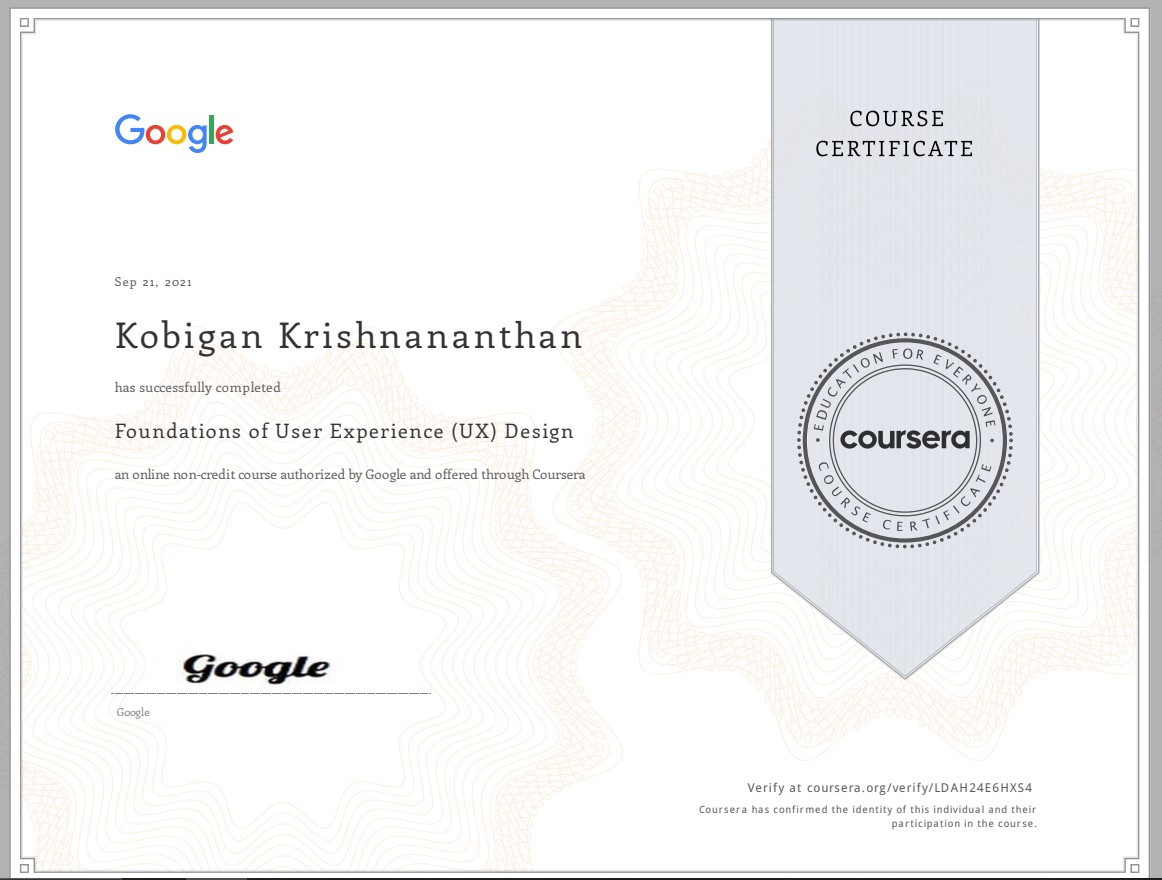 Google
COURSE
CERTIFICATE
Sep 21, 2021
Kobigan Krishnananthan
has successfully completed
Foundations of User Experience (UX) Design
an online non-credit course authorized by Google and offered through Coursera
EDUCATION FOR EVERYONE
coursera
COURSE CERTIFICATE
Google
Google
Verify at coursera.org/verify/LDAH24E6HXS4
Coursera has confirmed the identity of this individual and their
participation in the course.